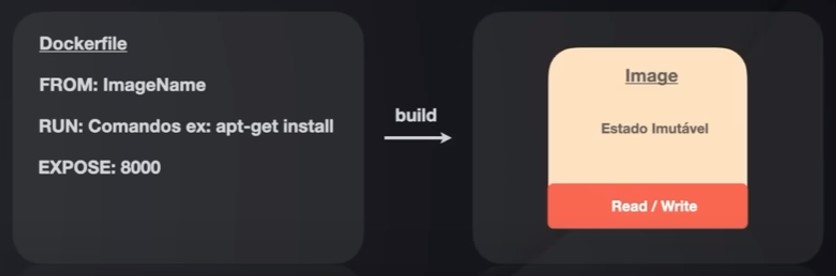 Dockerfile
FROM: ImageName
RUN: Comandos ex: apt-get install
EXPOSE: 8000
build
Image
Estado Imutável
Read / Write